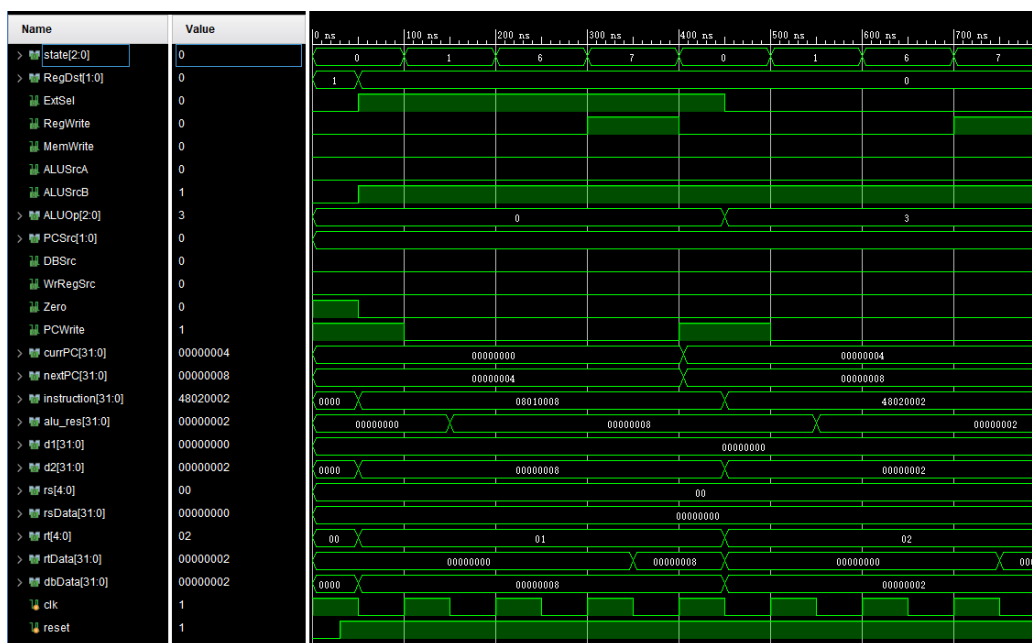 Name Value
0 ns 100 ns 200 ns 300 ns 400 ns 500 ns 600 ns 700 ns
state[2:0] 0 0 1 6 7 0 1 6 7
RegDst[1:0] 0 1 0
ExtSel 0
RegWrite 0
MemWrite 0
ALUSrcA 0
ALUSrcB 1
ALUOp[2:0] 3 0 3
PCSrc[1:0] 0
DBSrc 0
WrRegSrc 0
Zero 0
PCWrite 1
currPC[31:0] 00000004 00000000 00000004
nextPC[31:0] 00000008 00000004 00000008
instruction[31:0] 48020002 0000 08010008 48020002
alu_res[31:0] 00000002 00000000 00000008 00000002
d1[31:0] 00000000 00000000
d2[31:0] 00000002 0000 00000008 00000002
rs[4:0] 00 00
rsData[31:0] 00000000 00000000
rt[4:0] 02 00 01 02
rtData[31:0] 00000002 00000000 00000008 00000000 00
dbData[31:0] 00000002 0000 00000008 00000002
clk 1
reset 1